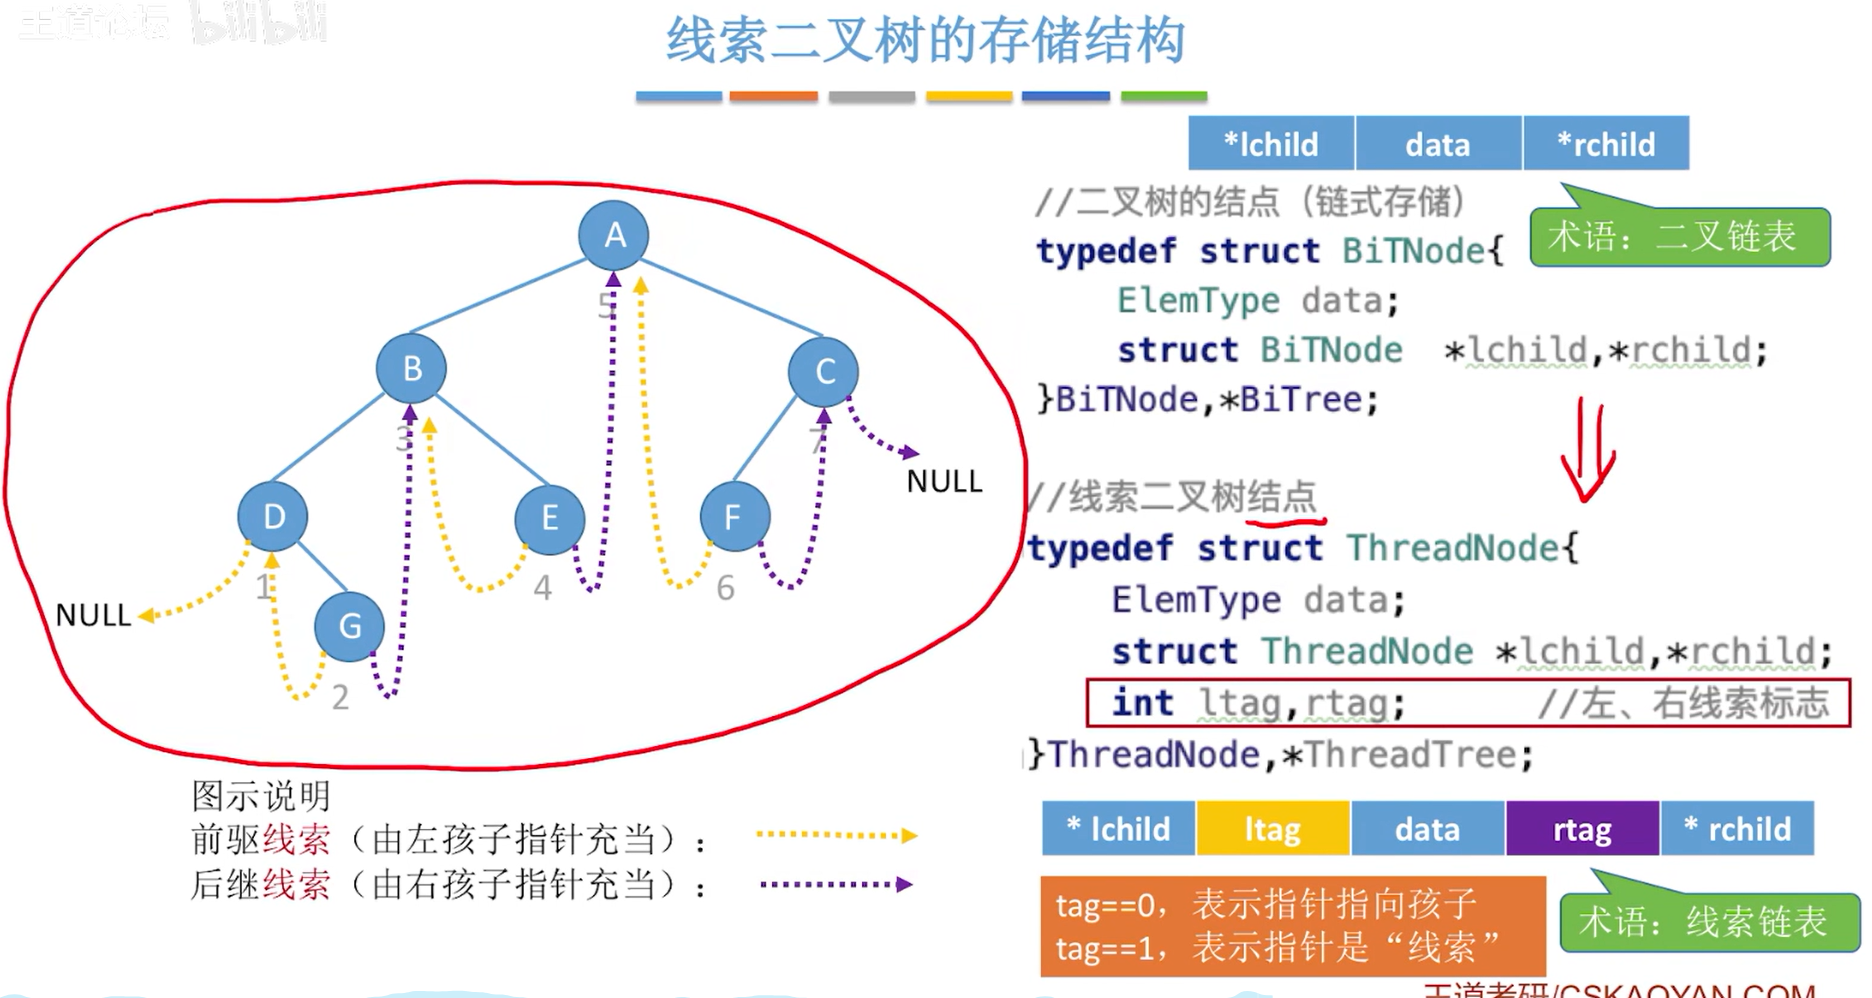 王道论坛 bilibili
线索二叉树的存储结构
*lchild data *rchild
//二叉树的结点（链式存储）
术语：二叉链表
typedef struct BiTNode{
ElemType data;
struct BiTNode *lchild,*rchild;
}BiTNode,*BiTree;
//线索二叉树结点
typedef struct ThreadNode{
ElemType data;
struct ThreadNode *lchild,*rchild;
int ltag,rtag; //左、右线索标志
}ThreadNode,*ThreadTree;
* lchild ltag data rtag * rchild
tag==0，表示指针指向孩子
tag==1，表示指针是“线索”
术语：线索链表
A
5
B
C
3
7
NULL
D
E
F
1
4
6
NULL
G
2
图示说明
前驱线索（由左孩子指针充当）：
后继线索（由右孩子指针充当）：
王道考研/CSKAOYAN.COM